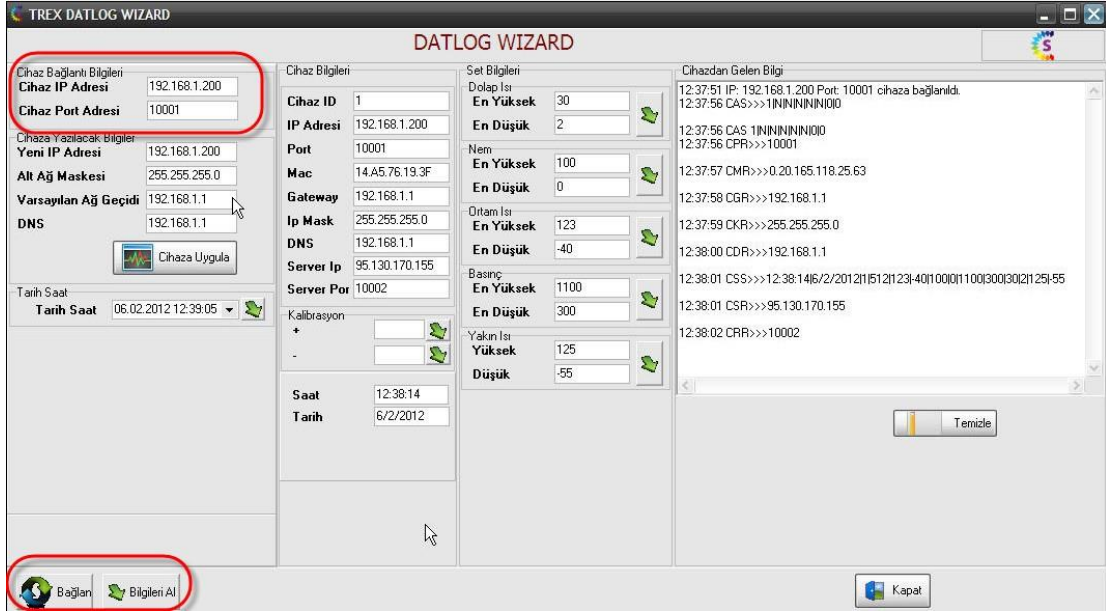 TREX DATLOG WIZARD
DATLOG WIZARD
S
Cihaz Bağlantı Bilgileri
Cihaz IP Adresi 192.168.1.200
Cihaz Port Adresi 10001
Cihaza Yazılacak Bilgiler
Yeni IP Adresi 192.168.1.200
Alt Ağ Maskesi 255.255.255.0
Varsayılan Ağ Geçidi 192.168.1.1
DNS 192.168.1.1
Cihaza Uygula
Tarih Saat
Tarih Saat 06.02.2012 12:39:05
Cihaz Bilgileri
Cihaz ID 1
IP Adresi 192.168.1.200
Port 10001
Mac 14.A5.76.19.3F
Gateway 192.168.1.1
Ip Mask 255.255.255.0
DNS 192.168.1.1
Server Ip 95.130.170.155
Server Por 10002
Kalibrasyon
+
-
Saat 12:38:14
Tarih 6/2/2012
Set Bilgileri
Dolap Isı
En Yüksek 30
En Düşük 2
Nem
En Yüksek 100
En Düşük 0
Ortam Isı
En Yüksek 123
En Düşük -40
Basınç
En Yüksek 1100
En Düşük 300
Yakın Isı
Yüksek 125
Düşük -55
Cihazdan Gelen Bilgi
12:37:51 IP: 192.168.1.200 Port: 10001 cihaza bağlanıldı.
12:37:56 CAS>>>1|N|N|N|N|N|0|0
12:37:56 CAS 1|N|N|N|N|N|0|0
12:37:56 CPR>>>10001
12:37:57 CMR>>>0.20.165.118.25.63
12:37:58 CGR>>>192.168.1.1
12:37:59 CKR>>>255.255.255.0
12:38:00 CDR>>>192.168.1.1
12:38:01 CSS>>>12:38:14|6/2/2012|1|512|123|-40|100|0|1100|300|30|2|125|-55
12:38:01 CSR>>>95.130.170.155
12:38:02 CRR>>>10002
Temizle
Bağlan
Bilgileri Al
Kapat